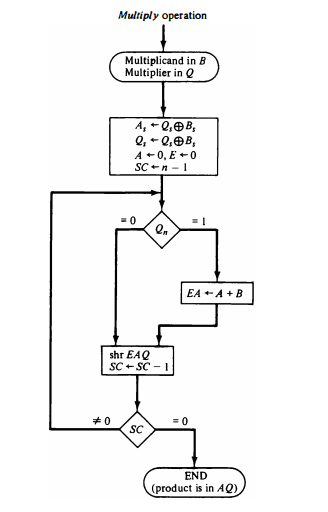 Multiply operation
Multiplicand in B
Multiplier in Q
Aₛ ← Qₛ ⊕ Bₛ
Qₛ ← Qₛ ⊕ Bₛ
A ← 0, E ← 0
SC ← n − 1
= 0
Qₙ
= 1
EA ← A + B
shr EAQ
SC ← SC − 1
≠ 0
SC
= 0
END
(product is in AQ)